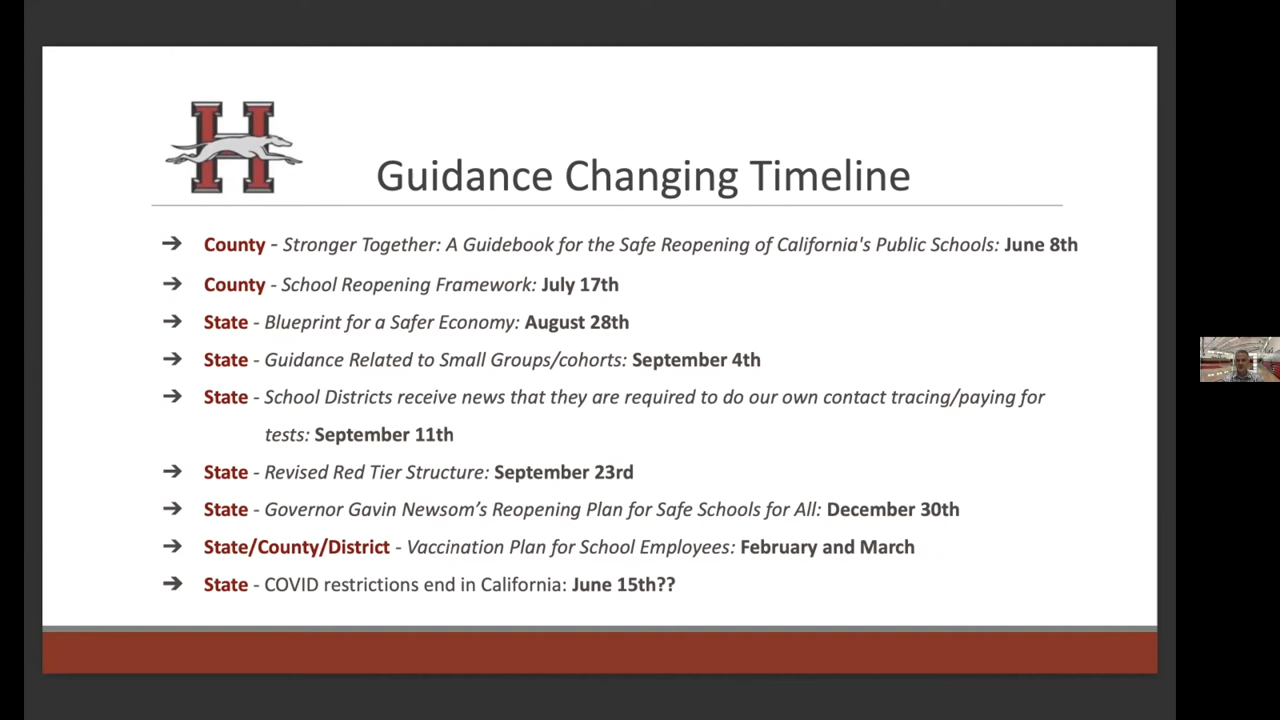 H
Guidance Changing Timeline
➔ County - Stronger Together: A Guidebook for the Safe Reopening of California's Public Schools: June 8th
➔ County - School Reopening Framework: July 17th
➔ State - Blueprint for a Safer Economy: August 28th
➔ State - Guidance Related to Small Groups/cohorts: September 4th
➔ State - School Districts receive news that they are required to do our own contact tracing/paying for
tests: September 11th
➔ State - Revised Red Tier Structure: September 23rd
➔ State - Governor Gavin Newsom’s Reopening Plan for Safe Schools for All: December 30th
➔ State/County/District - Vaccination Plan for School Employees: February and March
➔ State - COVID restrictions end in California: June 15th??